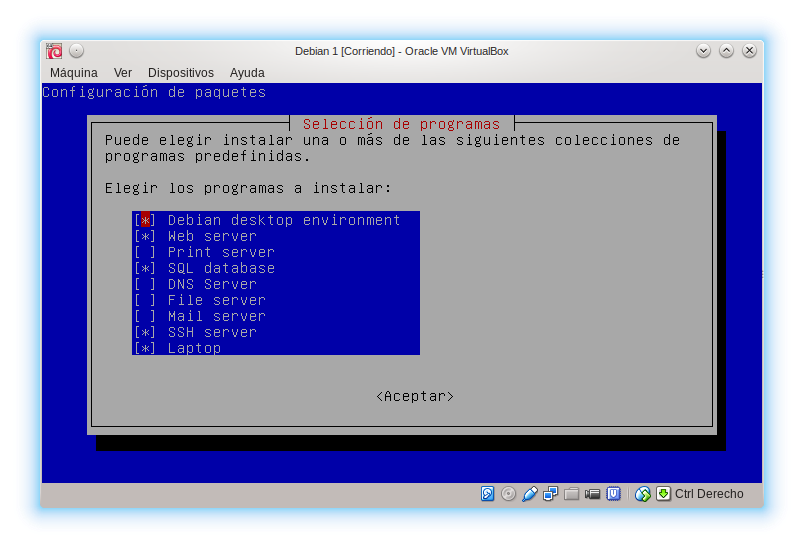 Debian 1 [Corriendo] - Oracle VM VirtualBox
Máquina Ver Dispositivos Ayuda
Configuración de paquetes
Selección de programas
Puede elegir instalar una o más de las siguientes colecciones de
programas predefinidas.
Elegir los programas a instalar:
[*] Debian desktop environment
[*] Web server
[ ] Print server
[*] SQL database
[ ] DNS Server
[ ] File server
[ ] Mail server
[*] SSH server
[*] Laptop
<Aceptar>
Ctrl Derecho